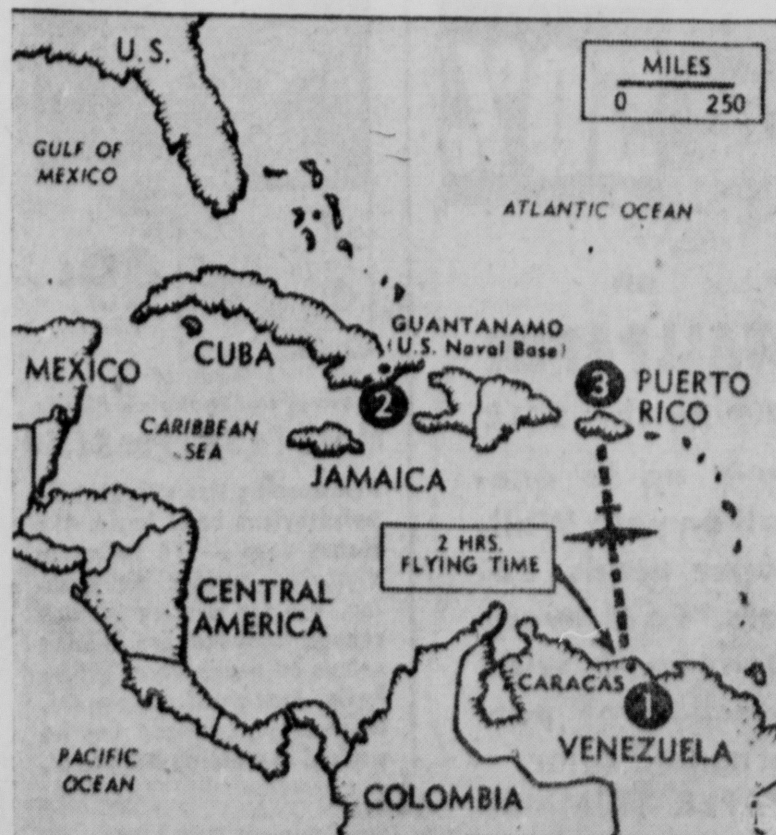 U.S.
MILES
0 250
GULF OF
MEXICO
ATLANTIC OCEAN
GUANTANAMO
(U.S. Naval Base)
CUBA
MEXICO
2
3
PUERTO
RICO
CARIBBEAN
SEA
JAMAICA
2 HRS.
FLYING TIME
CENTRAL
AMERICA
CARACAS
1
VENEZUELA
PACIFIC
OCEAN
COLOMBIA